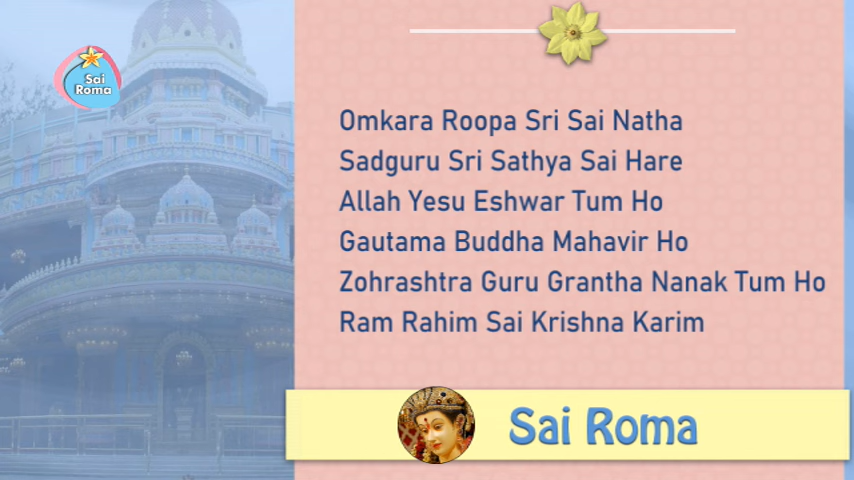 Sai
Roma
Omkara Roopa Sri Sai Natha
Sadguru Sri Sathya Sai Hare
Allah Yesu Eshwar Tum Ho
Gautama Buddha Mahavir Ho
Zohrashtra Guru Grantha Nanak Tum Ho
Ram Rahim Sai Krishna Karim
Sai Roma